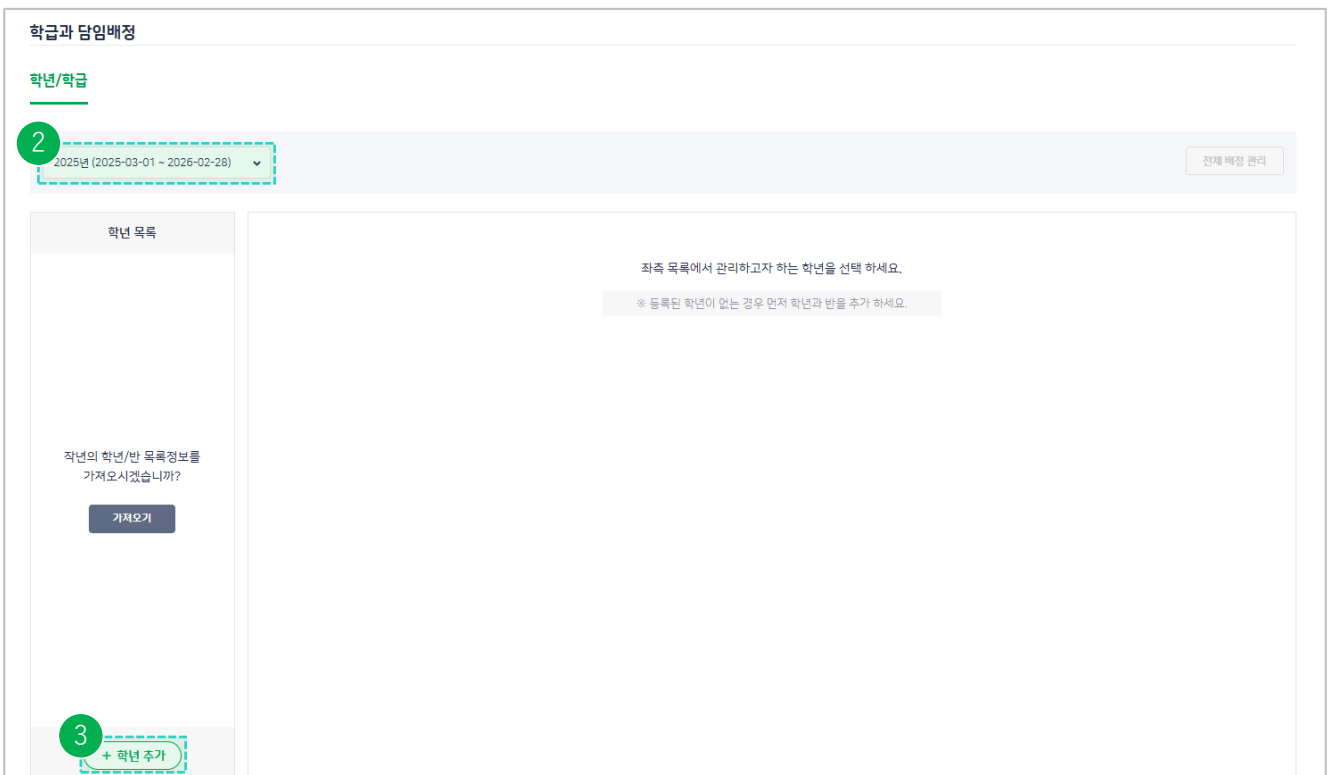 학급과 담임배정
학년/학급
2
2025년 (2025-03-01 ~ 2026-02-28)
전체 배정 관리
학년 목록
좌측 목록에서 관리하고자 하는 학년을 선택 하세요.
※ 등록된 학년이 없는 경우 먼저 학년과 반을 추가 하세요.
작년의 학년/반 목록정보를
가져오시겠습니까?
가져오기
3
+ 학년 추가